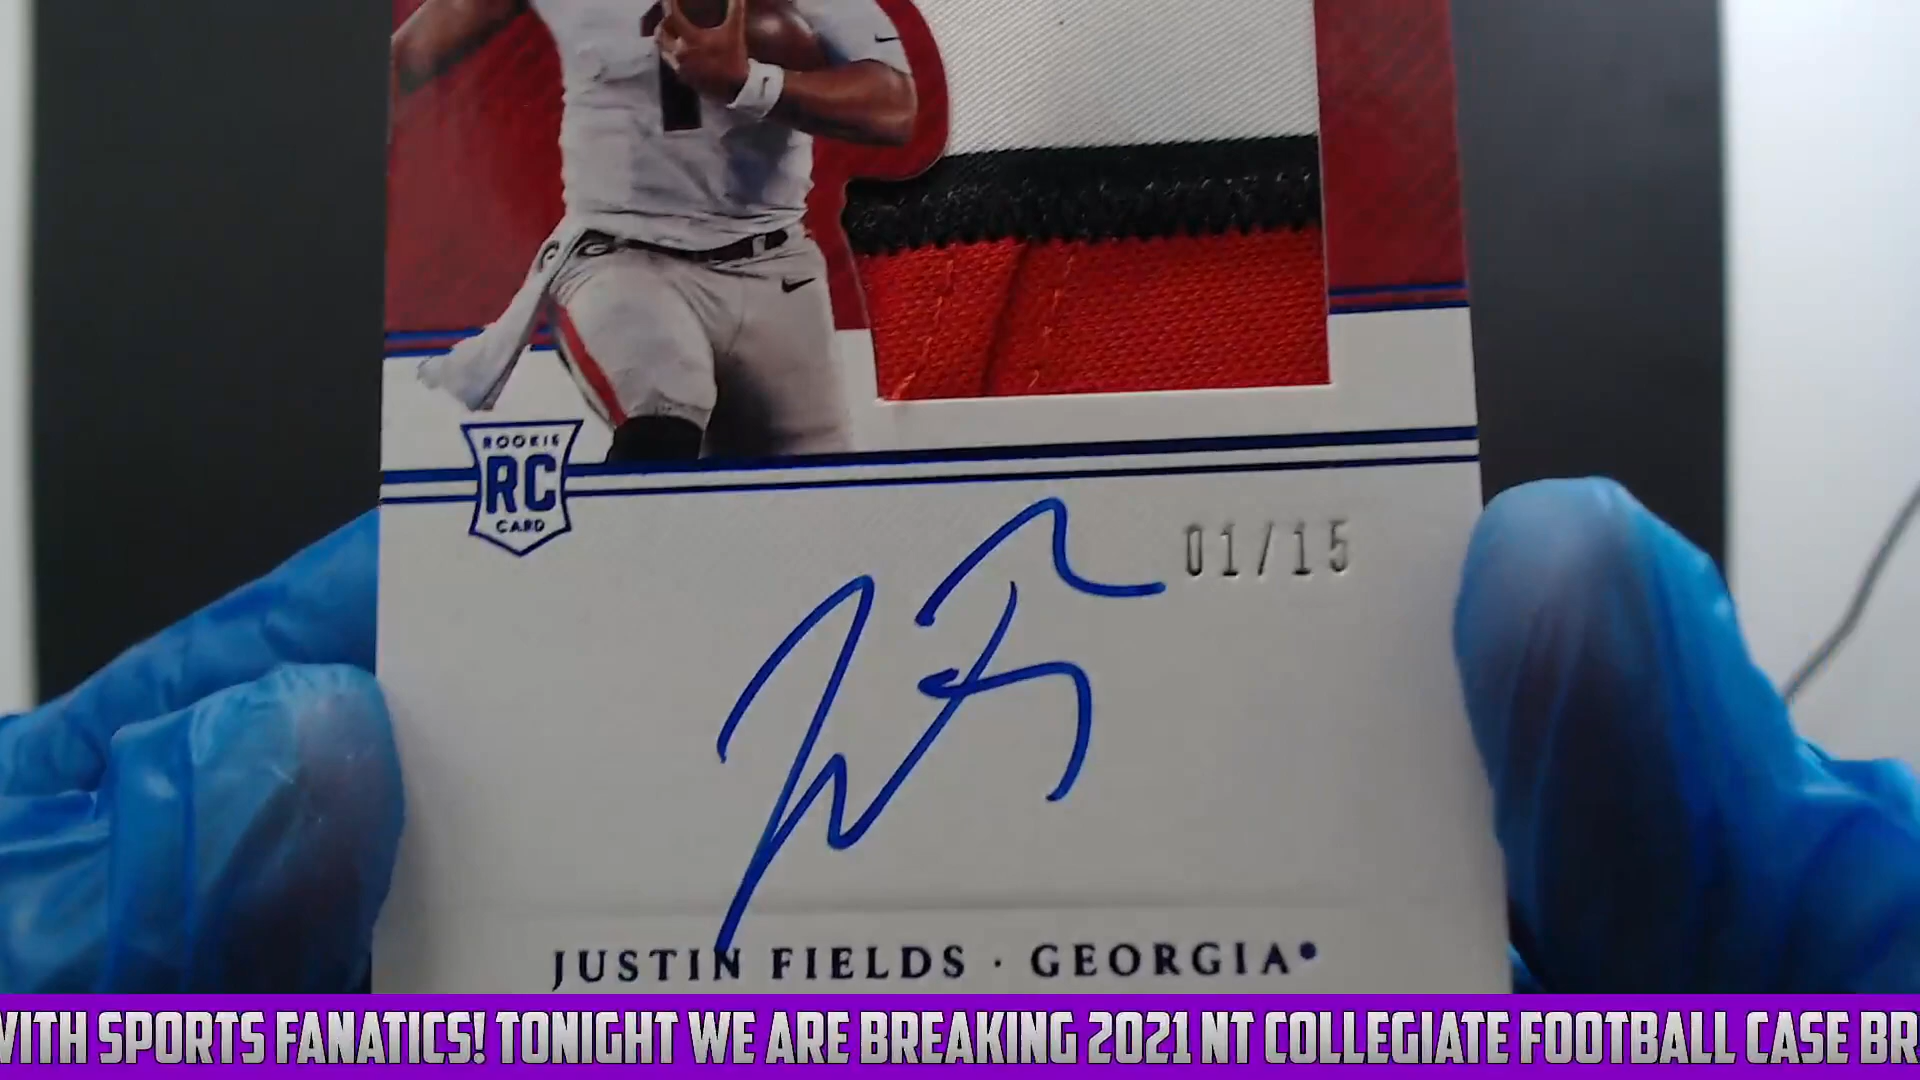 1
ROOKIE
RC
CARD
01/15
JUSTIN FIELDS · GEORGIA
WITH SPORTS FANATICS! TONIGHT WE ARE BREAKING 2021 NT COLLEGIATE FOOTBALL CASE BR